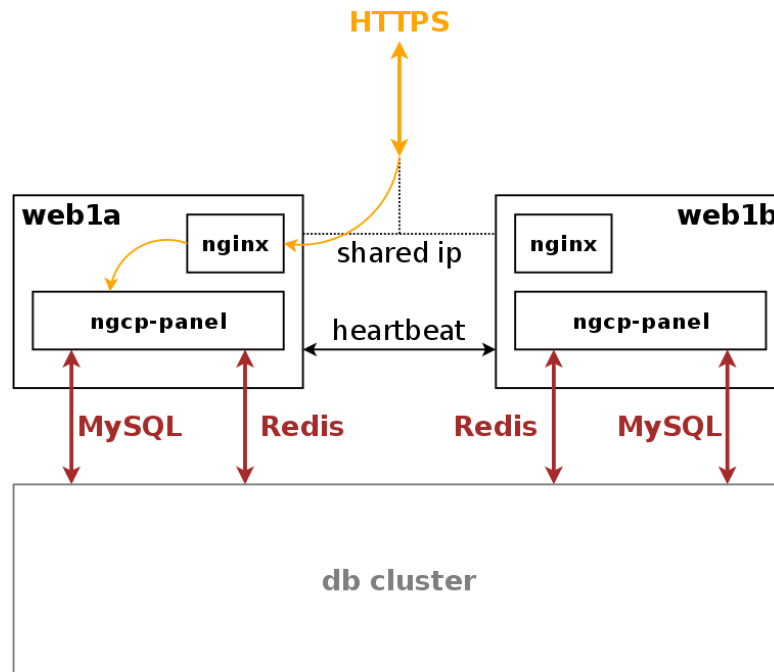 HTTPS
web1a
web1b
nginx
nginx
shared ip
ngcp-panel
ngcp-panel
heartbeat
MySQL
Redis
Redis
MySQL
db cluster